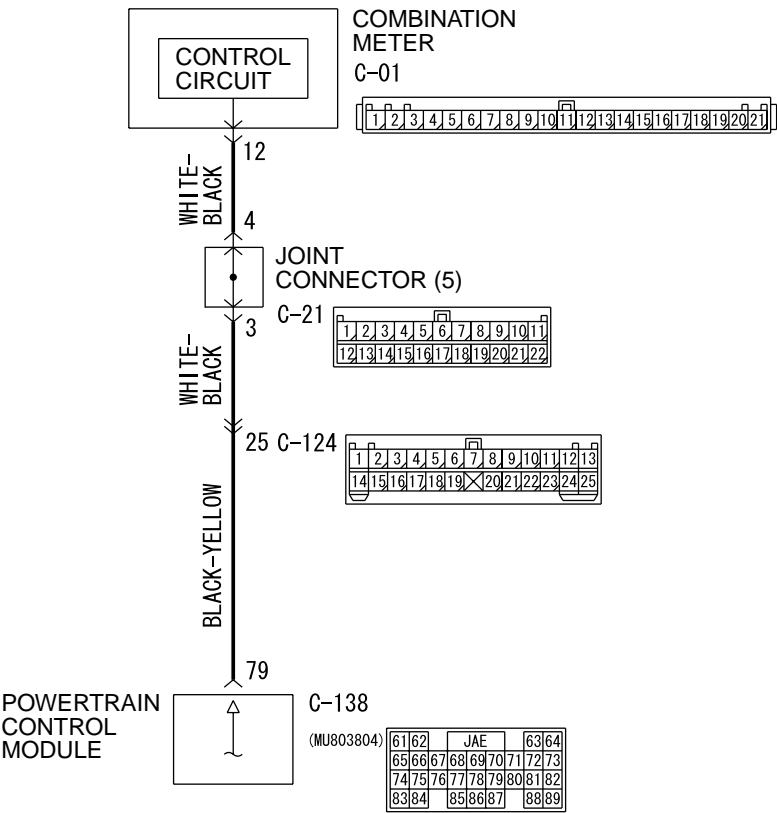 COMBINATION
METER
C-01
CONTROL
CIRCUIT
1 2 3 4 5 6 7 8 9 10 11 12 13 14 15 16 17 18 19 20 21
12
WHITE-
BLACK
4
JOINT
CONNECTOR (5)
C-21
3
1 2 3 4 5 6 7 8 9 10 11
12 13 14 15 16 17 18 19 20 21 22
WHITE-
BLACK
25 C-124
1 2 3 4 5 6 7 8 9 10 11 12 13
14 15 16 17 18 19 20 21 22 23 24 25
BLACK-YELLOW
79
POWERTRAIN
CONTROL
MODULE
C-138
(MU803804)
61 62 JAE 63 64
65 66 67 68 69 70 71 72 73
74 75 76 77 78 79 80 81 82
83 84 85 86 87 88 89